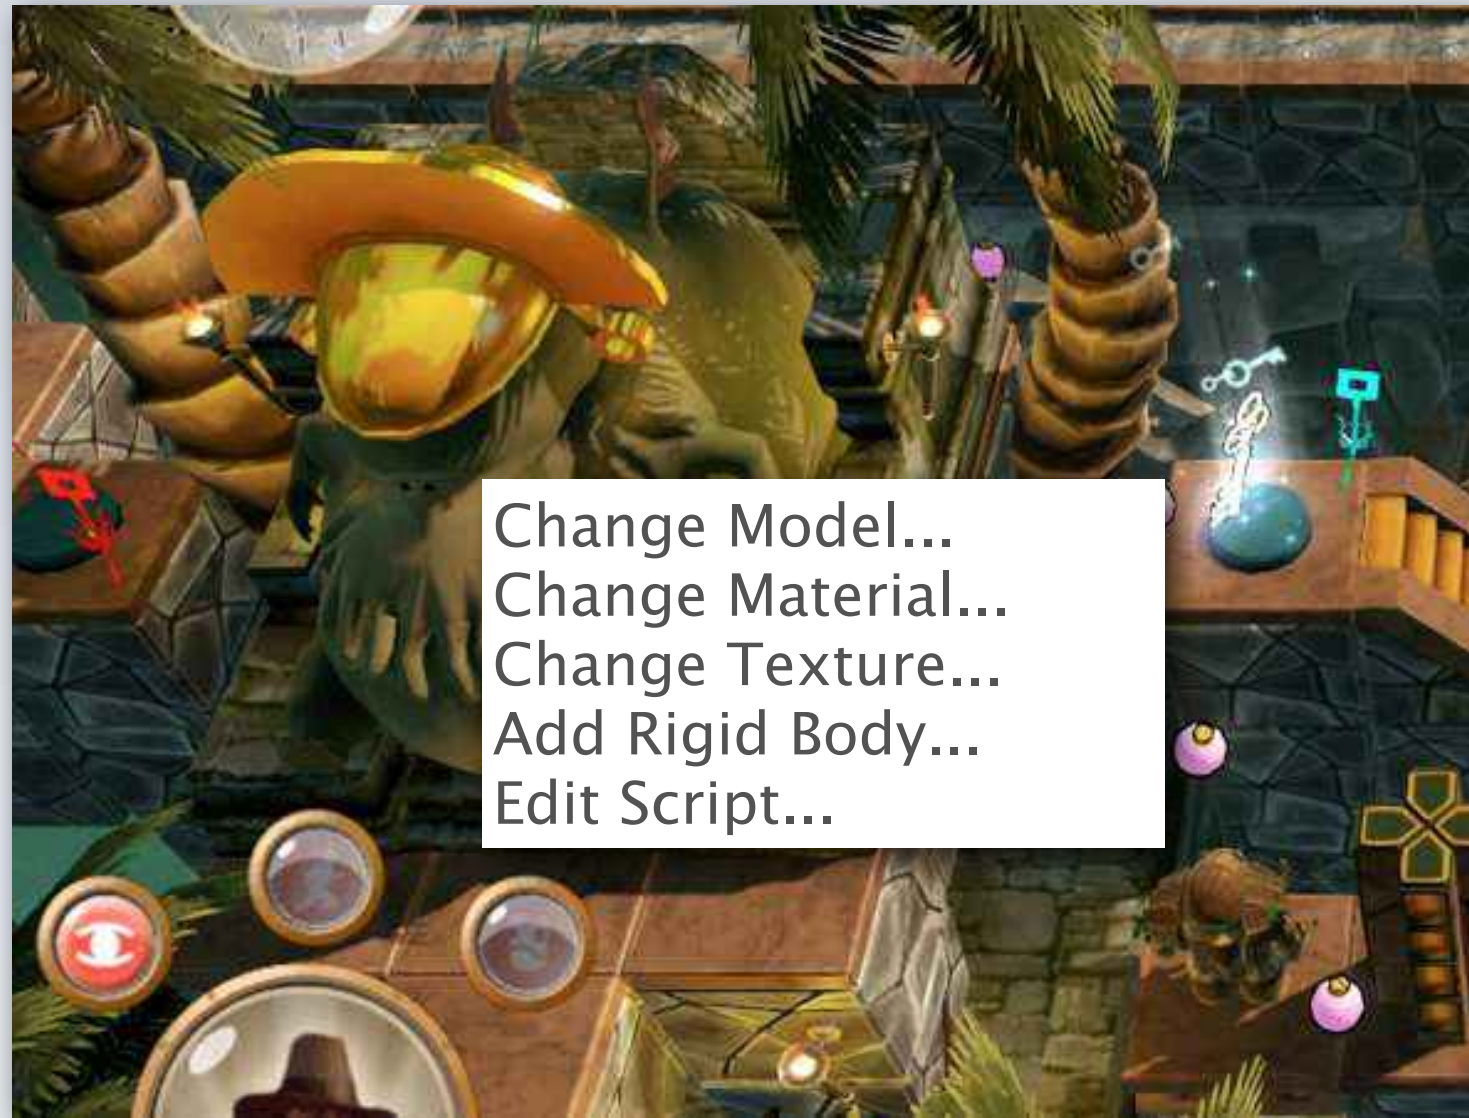 Change Model...
Change Material...
Change Texture...
Add Rigid Body...
Edit Script...